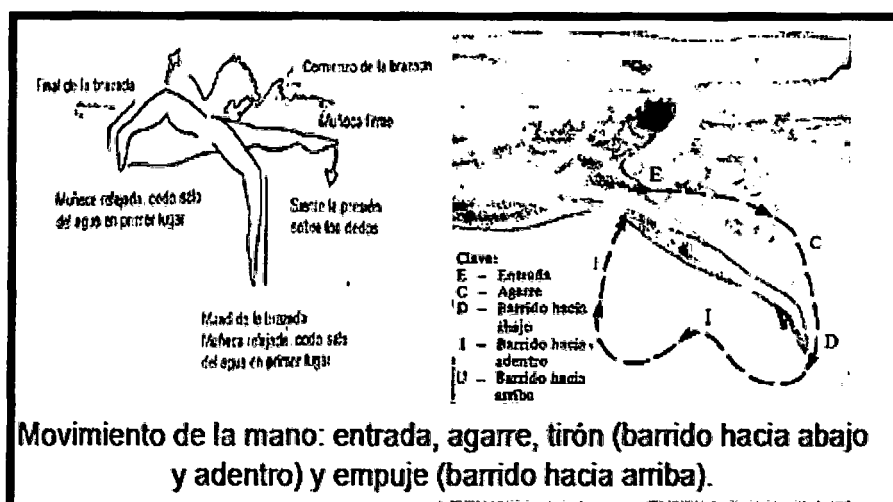 Final de la brazada
Comienzo de la brazada
Muñeca firme
Muñeca relajada, codo sale
del agua en primer lugar
Siente la presión
sobre los dedos
de la brazada
Muñeca relajada, codo sale
del agua en primer lugar
E
C
D
I
I
Clave:
E – Entrada
C – Agarre
D – Barrido hacia
abajo
I – Barrido hacia
adentro
U – Barrido hacia
arriba
Movimiento de la mano: entrada, agarre, tirón (barrido hacia abajo
y adentro) y empuje (barrido hacia arriba).